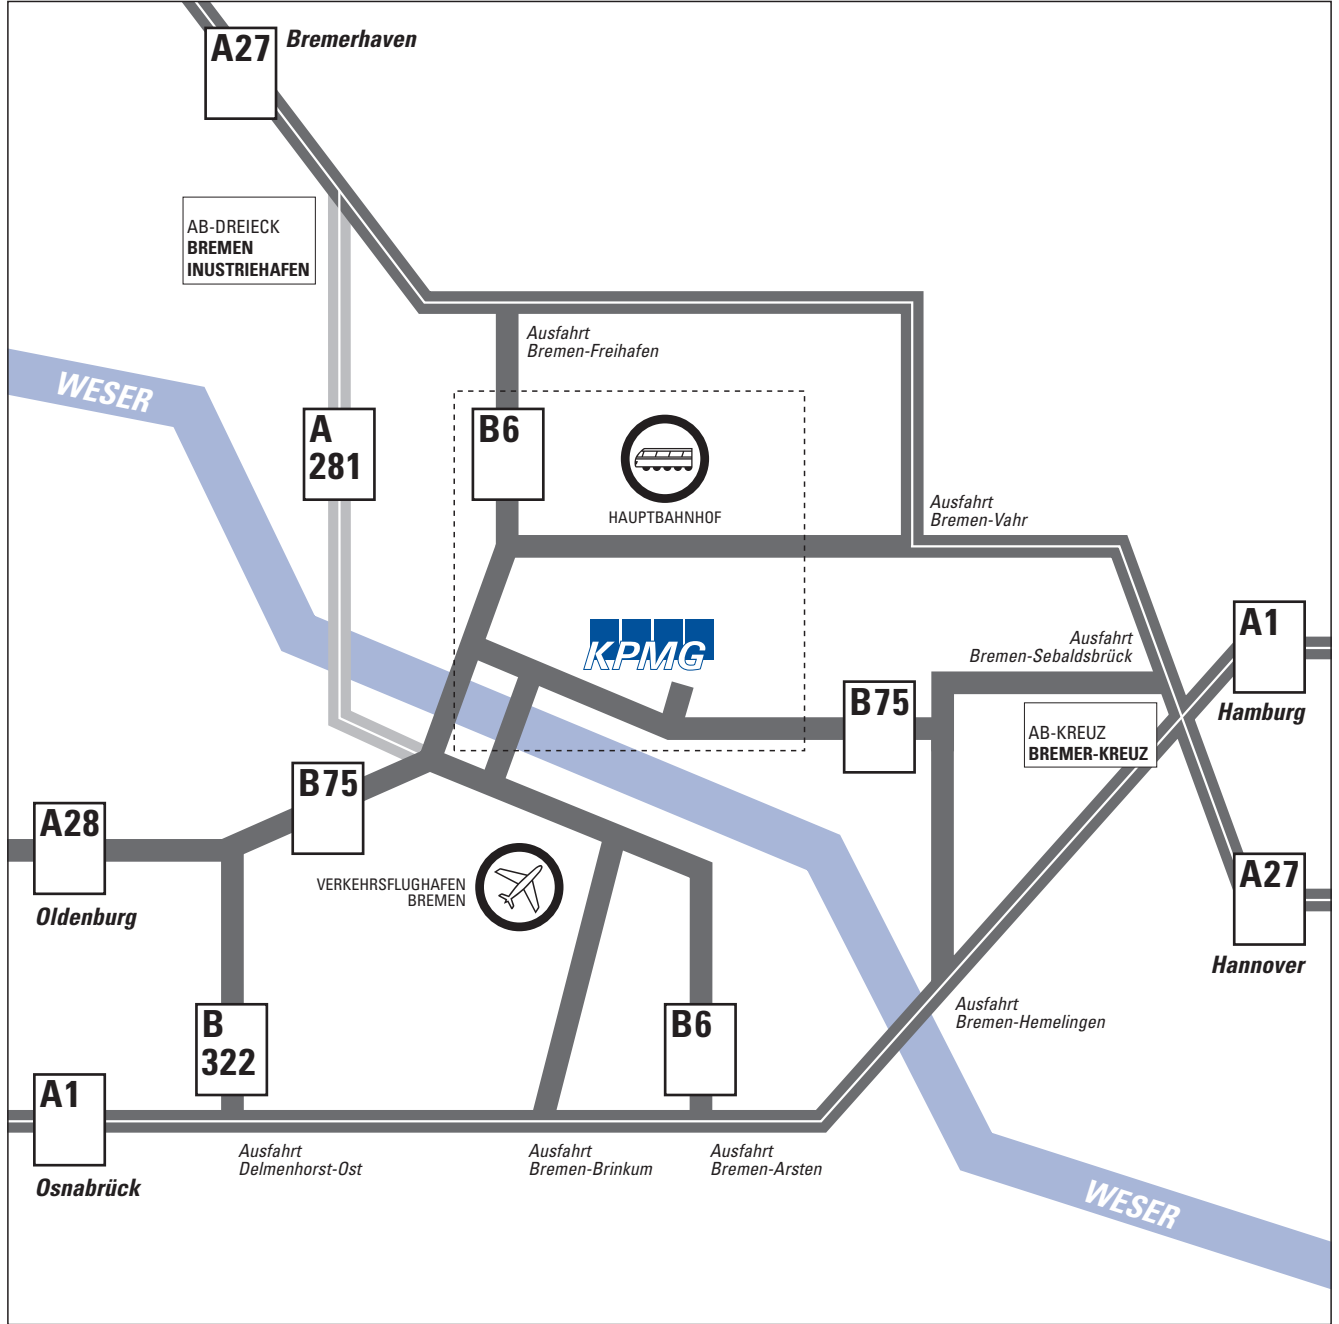 A27
Bremerhaven
AB-DREIECK
BREMEN
INUSTRIEHAFEN
Ausfahrt
Bremen-Freihafen
WESER
A
281
B6
HAUPTBAHNHOF
Ausfahrt
Bremen-Vahr
KPMG
A1
Hamburg
Ausfahrt
Bremen-Sebaldsbrück
B75
AB-KREUZ
BREMER-KREUZ
B75
A28
Oldenburg
VERKEHRSFLUGHAFEN
BREMEN
A27
Hannover
B
322
B6
Ausfahrt
Bremen-Hemelingen
A1
Osnabrück
Ausfahrt
Delmenhorst-Ost
Ausfahrt
Bremen-Brinkum
Ausfahrt
Bremen-Arsten
WESER